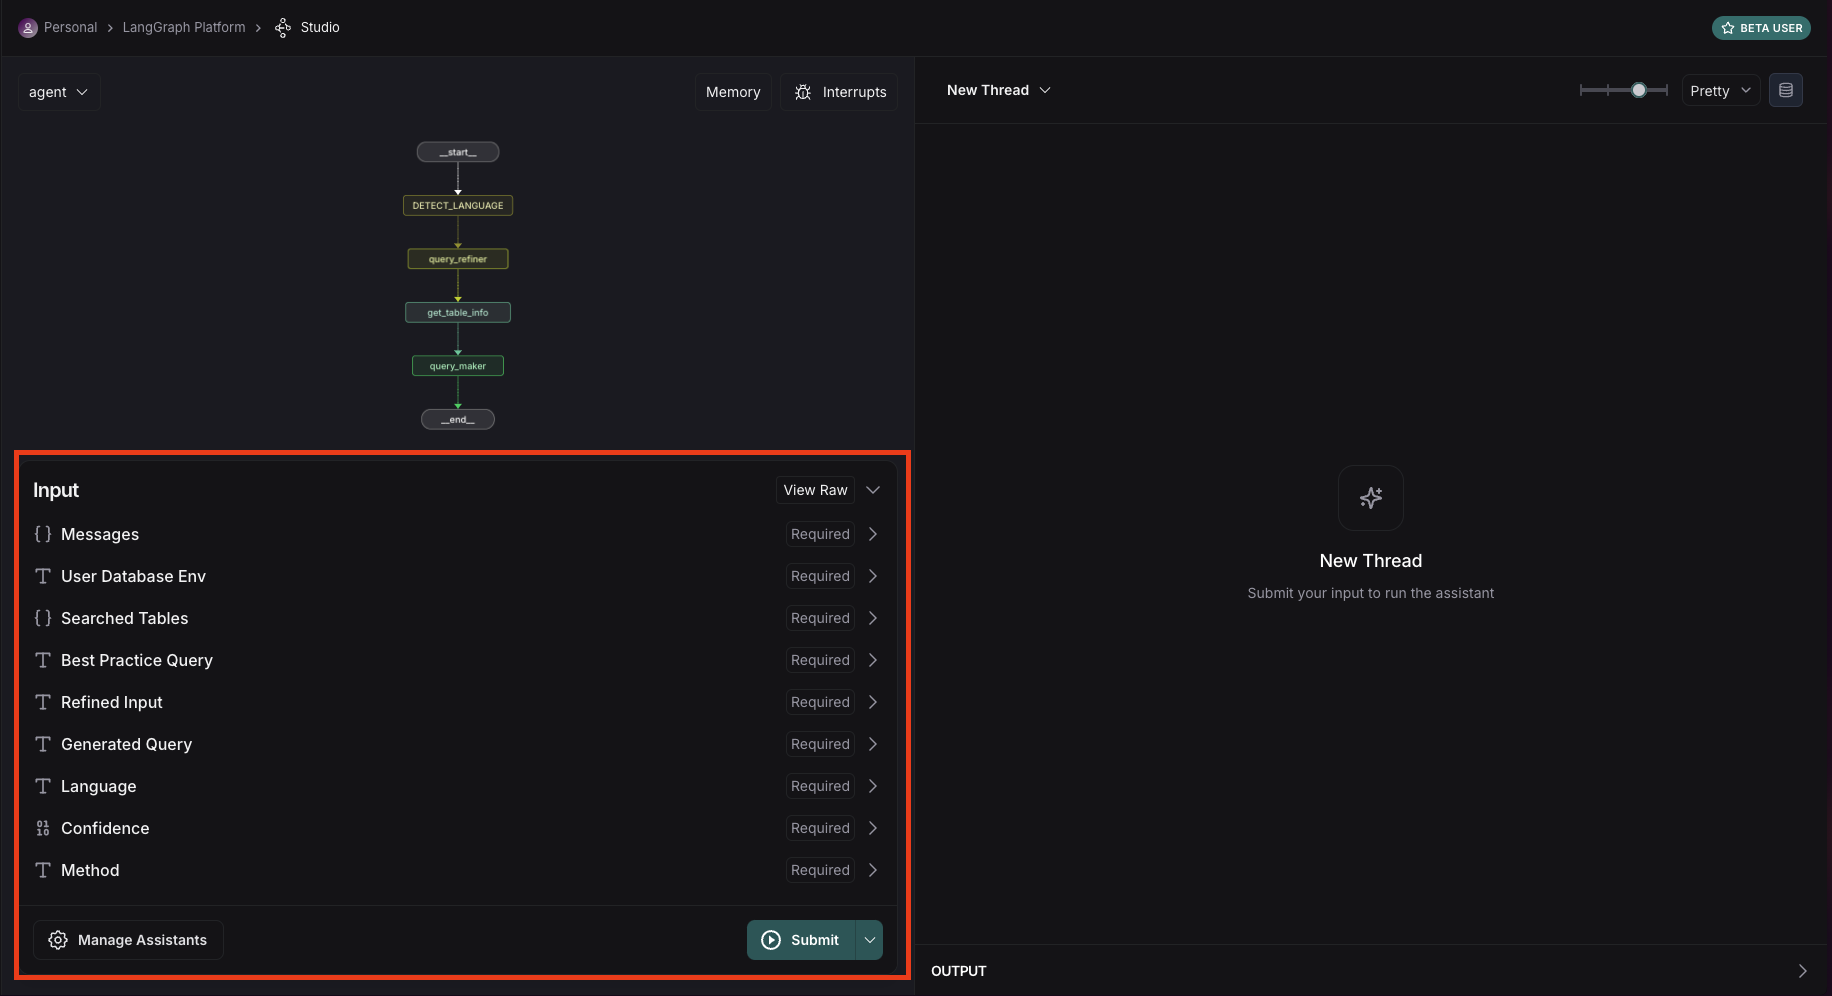 Personal > LangGraph Platform > Studio
BETA USER
agent
Memory
Interrupts
__start__
DETECT_LANGUAGE
query_refiner
get_table_info
query_maker
__end__
Input
View Raw
Messages Required
User Database Env Required
Searched Tables Required
Best Practice Query Required
Refined Input Required
Generated Query Required
Language Required
Confidence Required
Method Required
Manage Assistants
Submit
New Thread
Pretty
New Thread
Submit your input to run the assistant
OUTPUT